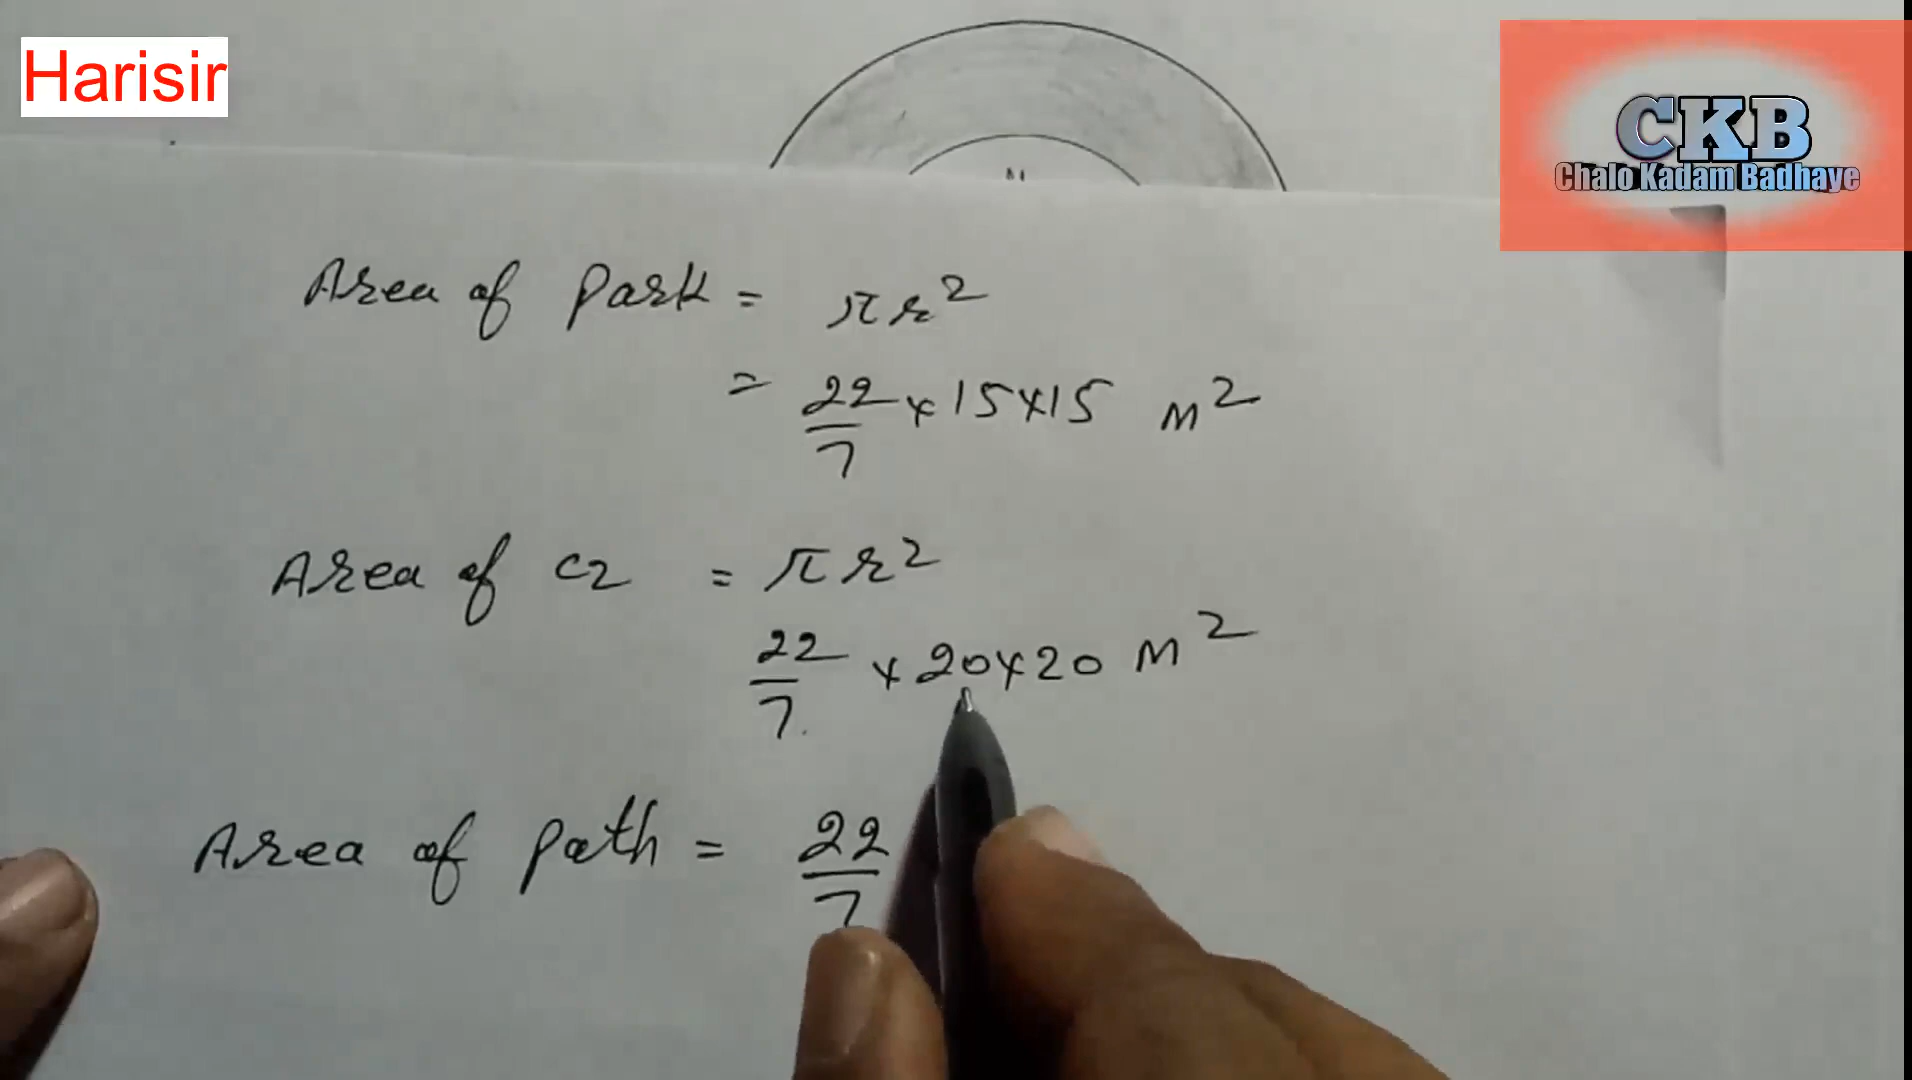 Harisir
CKB
Chalo Kadam Badhaye
Area of Park = πr²
= 22/7 × 15×15 M²
Area of C2 = πr²
22/7 × 20×20 M²
Area of Path = 22/7